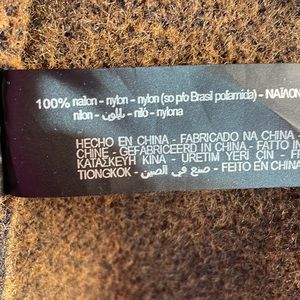 100% nailon - nylon - nylon (so p/o Brasil poliamida) - ΝΑΪΛΟΝ
nilon - نايلون - niló - nylona
HECHO EN CHINA - FABRICADO NA CHINA -
CHINE - GEFABRICEERD IN CHINA - FATTO IN
ΚΑΤΑΣΚΕΥΗ ΚΙΝΑ - URETIM YERI ÇIN - F
TIONGKOK - صنع في الصين - FEITO EN CHINA